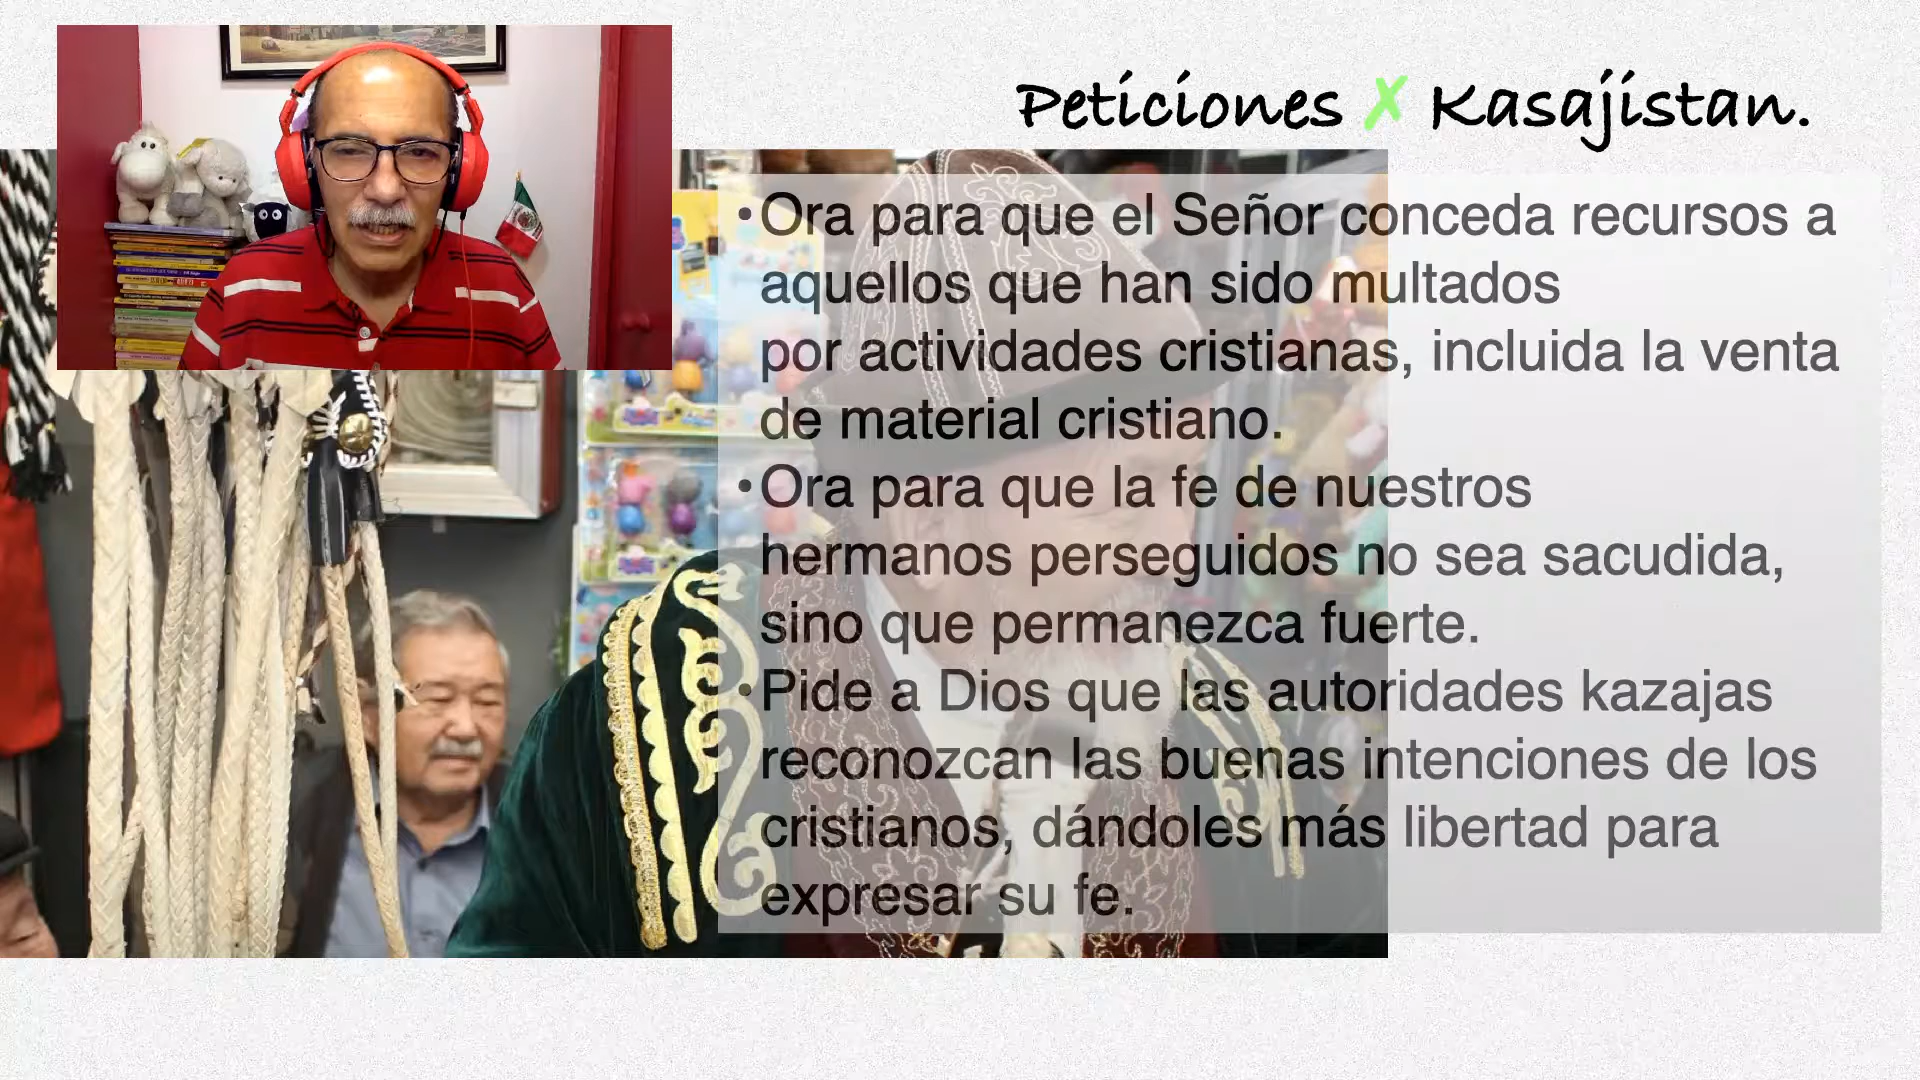 Peticiones X Kasajistan.
•Ora para que el Señor conceda recursos a
aquellos que han sido multados
por actividades cristianas, incluida la venta
de material cristiano.
•Ora para que la fe de nuestros
hermanos perseguidos no sea sacudida,
sino que permanezca fuerte.
•Pide a Dios que las autoridades kazajas
reconozcan las buenas intenciones de los
cristianos, dándoles más libertad para
expresar su fe.